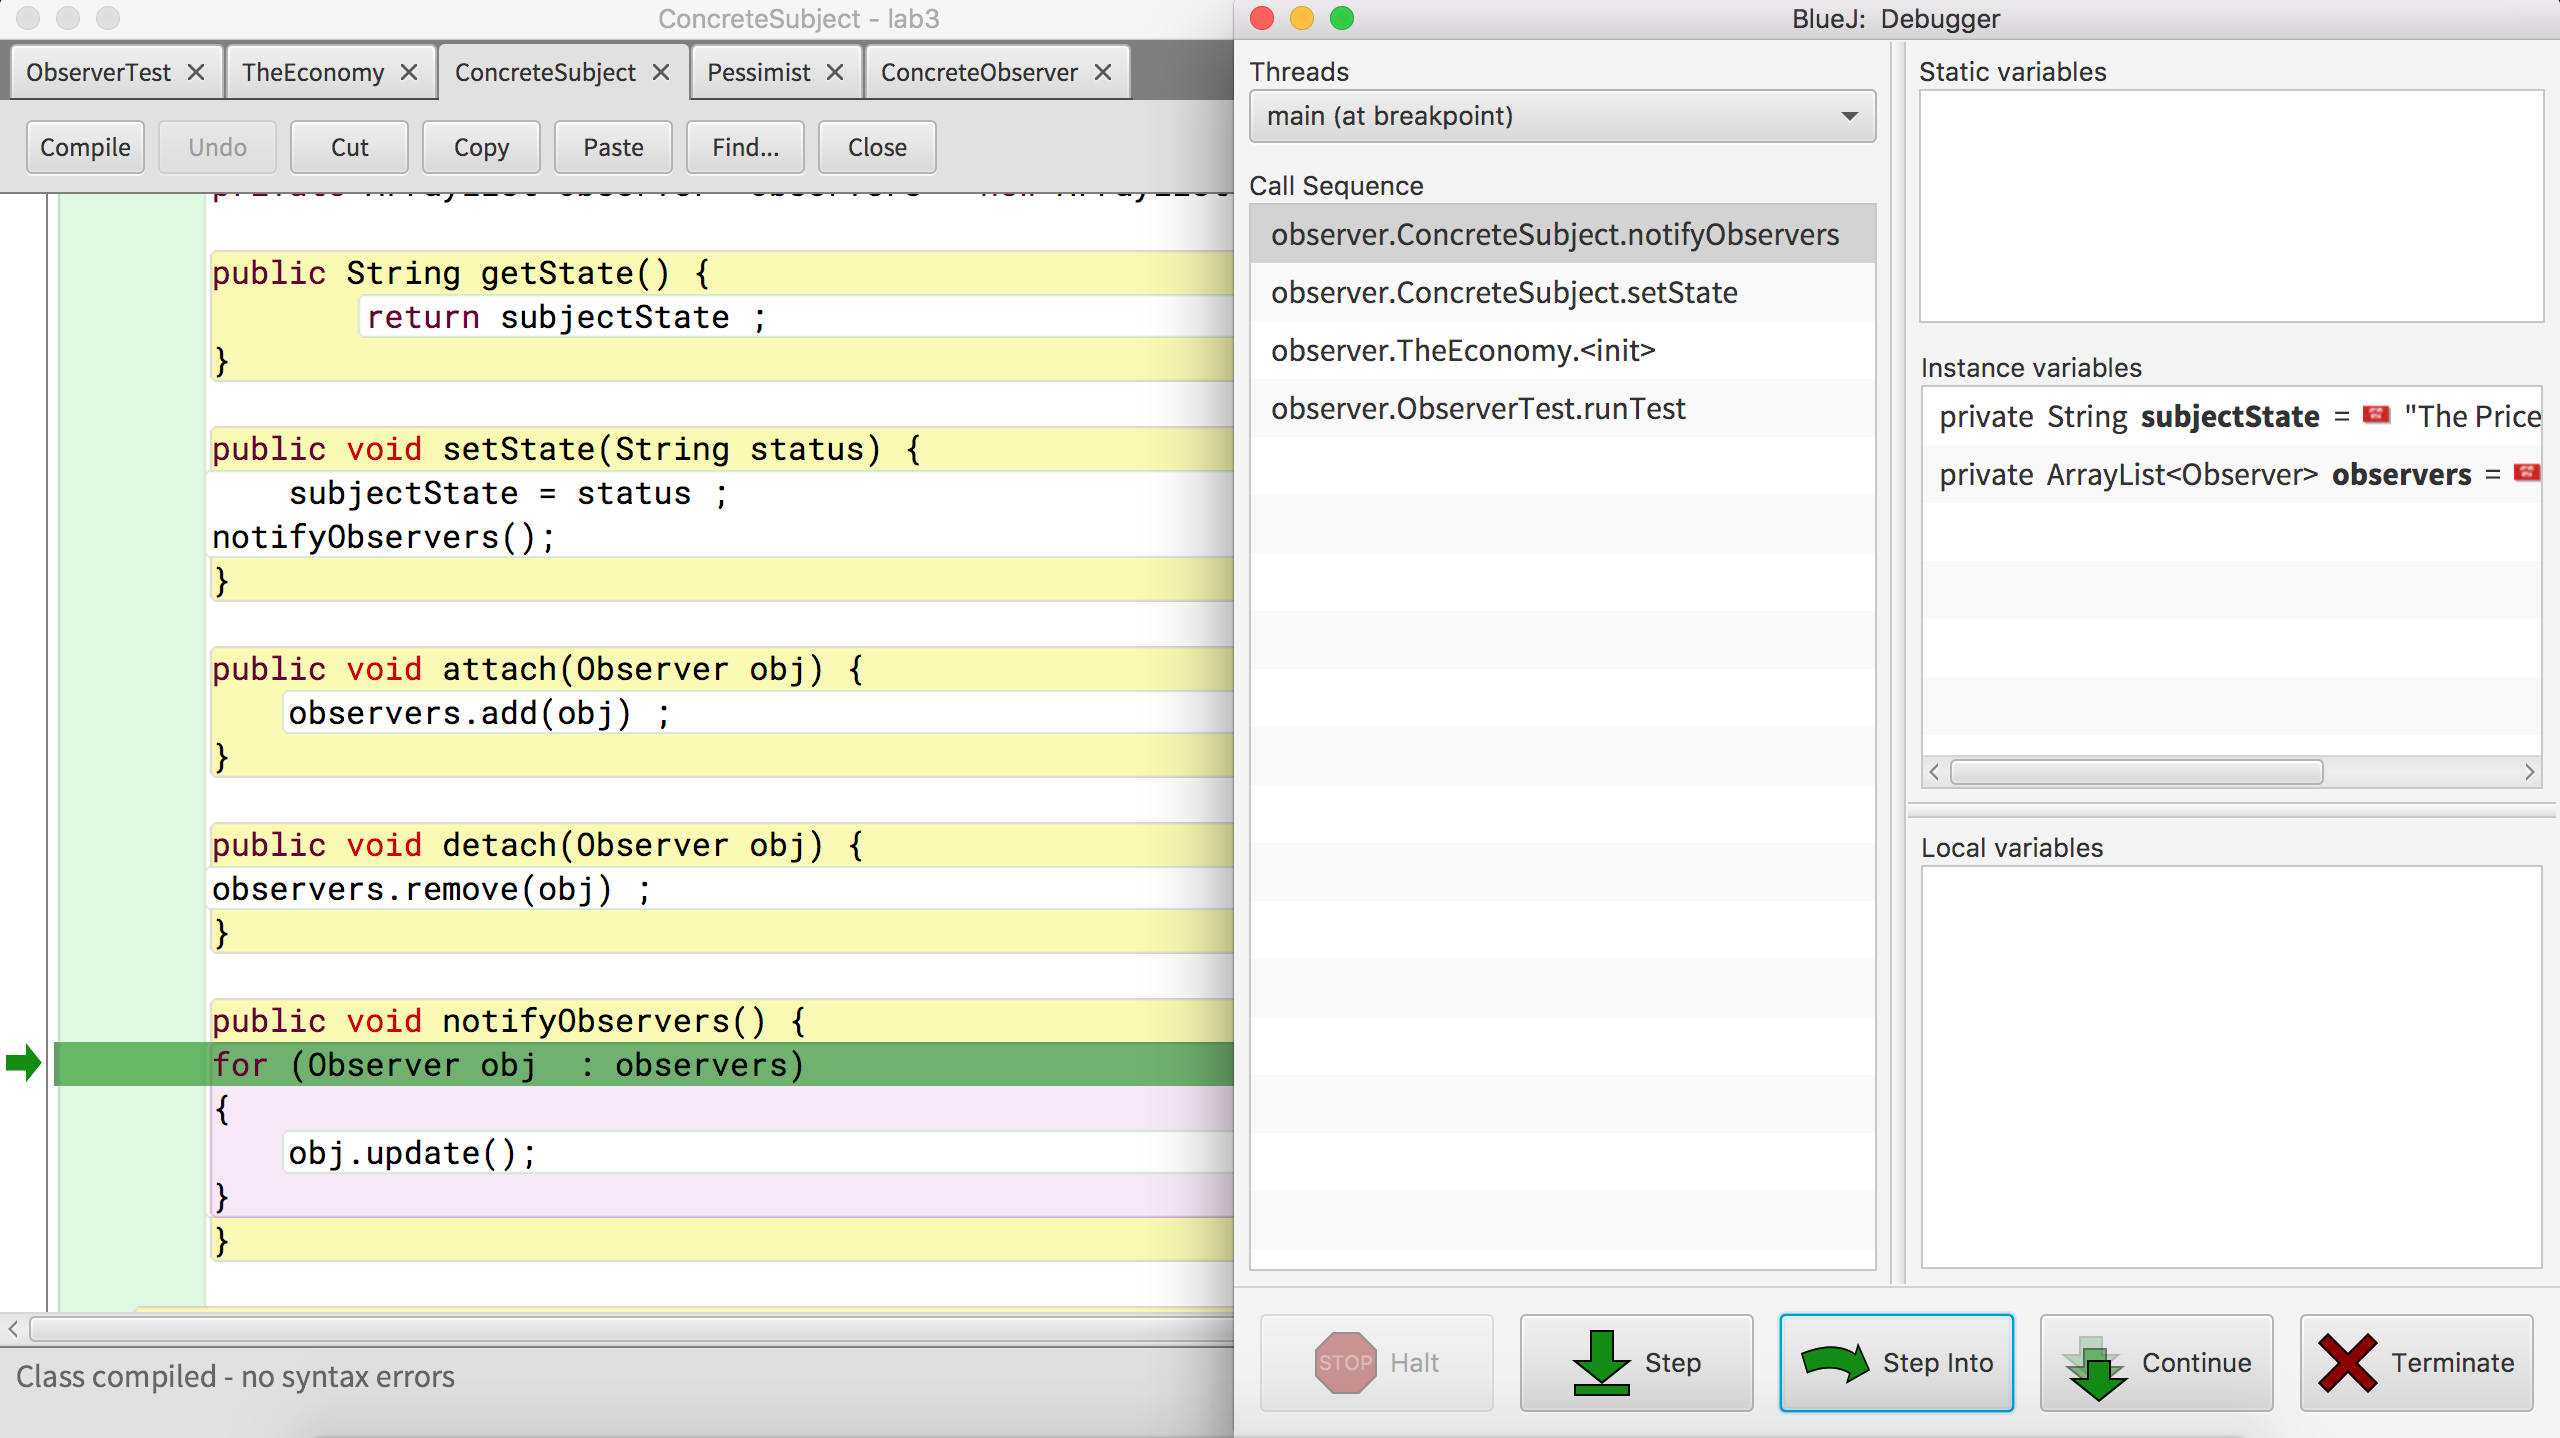 ConcreteSubject - lab3
ObserverTest
TheEconomy
ConcreteSubject
Pessimist
ConcreteObserver
Compile
Undo
Cut
Copy
Paste
Find...
Close
public String getState() {
return subjectState ;
}
public void setState(String status) {
subjectState = status ;
notifyObservers();
}
public void attach(Observer obj) {
observers.add(obj) ;
}
public void detach(Observer obj) {
observers.remove(obj) ;
}
public void notifyObservers() {
for (Observer obj  : observers)
{
obj.update();
}
}
Class compiled - no syntax errors
BlueJ: Debugger
Threads
main (at breakpoint)
Call Sequence
observer.ConcreteSubject.notifyObservers
observer.ConcreteSubject.setState
observer.TheEconomy.<init>
observer.ObserverTest.runTest
Static variables
Instance variables
private String subjectState = "The Price
private ArrayList<Observer> observers =
Local variables
STOP Halt
Step
Step Into
Continue
Terminate